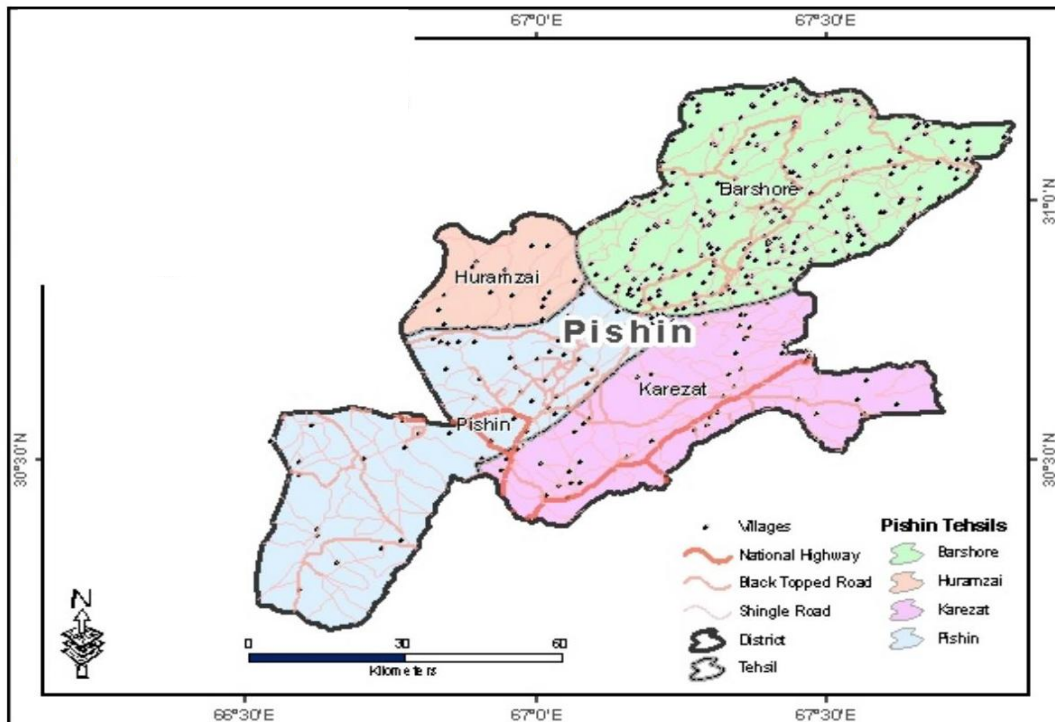 67°0'E 67°30'E
Barshore
31°0'N
31°0'N
Huramzai
Pishin
Karezat
Pishin
30°30'N
30°30'N
Villages
National Highway
Black Topped Road
Shingle Road
District
Tehsil
Pishin Tehsils
Barshore
Huramzai
Karezat
Pishin
N
0 30 60
Kilometers
66°30'E 67°0'E 67°30'E